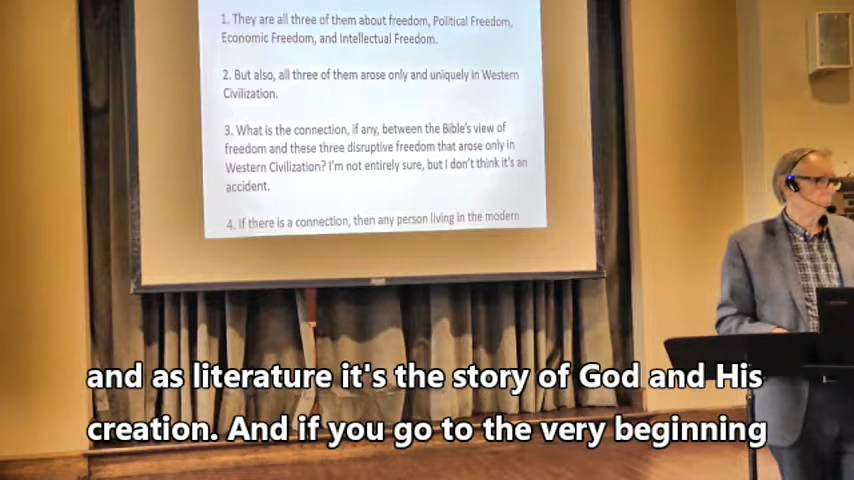 1. They are all three of them about freedom, Political Freedom,
Economic Freedom, and Intellectual Freedom.
2. But also, all three of them arose only and uniquely in Western
Civilization.
3. What is the connection, if any, between the Bible's view of
freedom and these three disruptive freedom that arose only in
Western Civilization? I'm not entirely sure, but I don't think it's an
accident.
4. If there is a connection, then any person living in the modern
and as literature it's the story of God and His
creation. And if you go to the very beginning